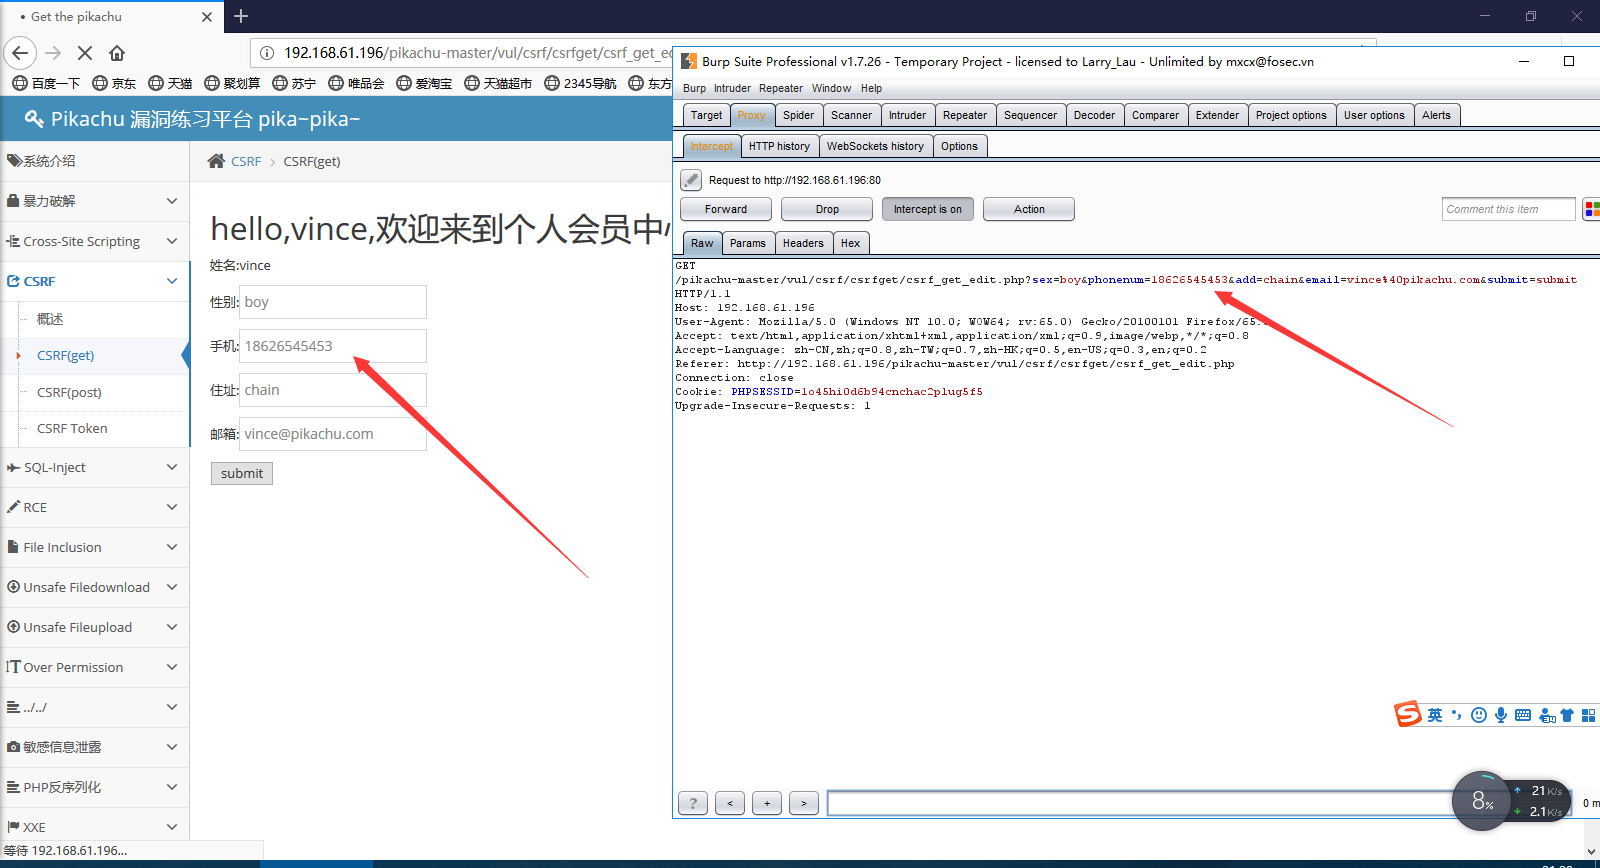 Get the pikachu
192.168.61.196/pikachu-master/vul/csrf/csrfget/csrf_get_e
百度一下 京东 天猫 聚划算 苏宁 唯品会 爱淘宝 天猫超市 2345导航 东方
Pikachu 漏洞练习平台 pika~pika~
系统介绍
暴力破解
Cross-Site Scripting
CSRF
概述
CSRF(get)
CSRF(post)
CSRF Token
SQL-Inject
RCE
File Inclusion
Unsafe Filedownload
Unsafe Fileupload
Over Permission
../../
敏感信息泄露
PHP反序列化
XXE
等待 192.168.61.196...
CSRF > CSRF(get)
hello,vince,欢迎来到个人会员中
姓名:vince
性别: boy
手机: 18626545453
住址: chain
邮箱: vince@pikachu.com
submit
Burp Suite Professional v1.7.26 - Temporary Project - licensed to Larry_Lau - Unlimited by mxcx@fosec.vn
Burp Intruder Repeater Window Help
Target Proxy Spider Scanner Intruder Repeater Sequencer Decoder Comparer Extender Project options User options Alerts
Intercept HTTP history WebSockets history Options
Request to http://192.168.61.196:80
Forward Drop Intercept is on Action Comment this item
Raw Params Headers Hex
GET
/pikachu-master/vul/csrf/csrfget/csrf_get_edit.php?sex=boy&phonenum=18626545453&add=chain&email=vince%40pikachu.com&submit=submit
HTTP/1.1
Host: 192.168.61.196
User-Agent: Mozilla/5.0 (Windows NT 10.0; WOW64; rv:65.0) Gecko/20100101 Firefox/65.
Accept: text/html,application/xhtml+xml,application/xml;q=0.9,image/webp,*/*;q=0.8
Accept-Language: zh-CN,zh;q=0.8,zh-TW;q=0.7,zh-HK;q=0.5,en-US;q=0.3,en;q=0.2
Referer: http://192.168.61.196/pikachu-master/vul/csrf/csrfget/csrf_get_edit.php
Connection: close
Cookie: PHPSESSID=1o45hi0d6b94cnchac2plug5f5
Upgrade-Insecure-Requests: 1
英
? < + >
8%
21K/s
2.1K/s
0 m